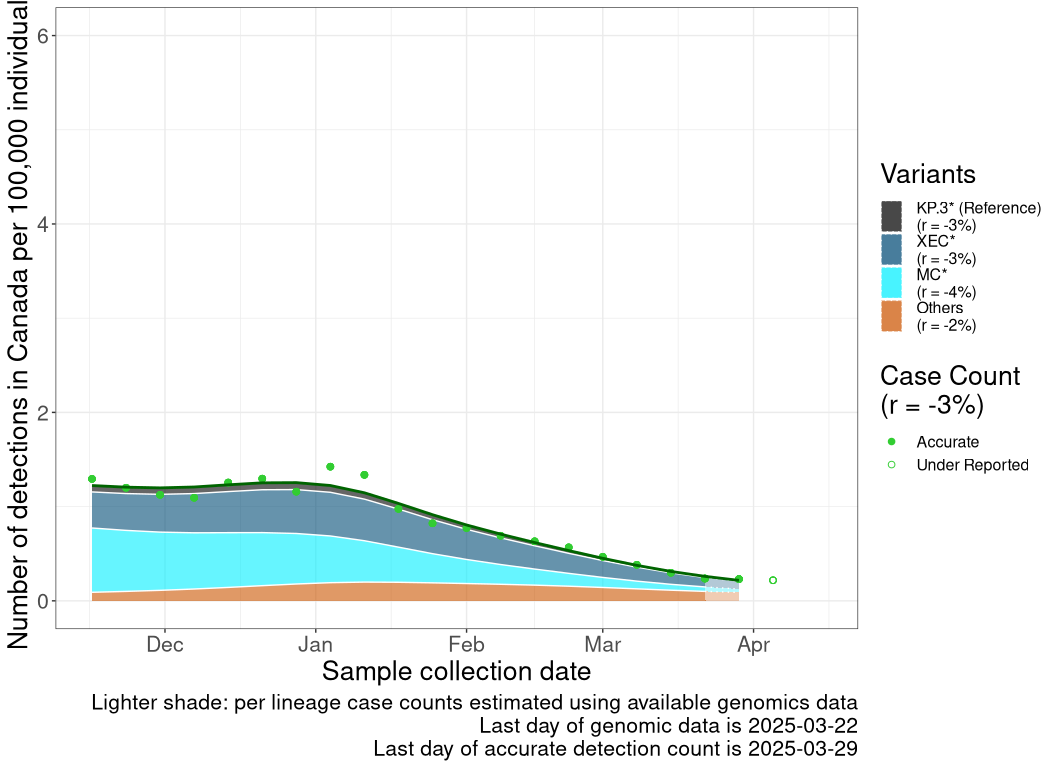 Number of detections in Canada per 100,000 individual
6
4
2
0
Dec
Jan
Feb
Mar
Apr
Sample collection date
Lighter shade: per lineage case counts estimated using available genomics data
Last day of genomic data is 2025-03-22
Last day of accurate detection count is 2025-03-29
Variants
KP.3* (Reference)
(r = -3%)
XEC*
(r = -3%)
MC*
(r = -4%)
Others
(r = -2%)
Case Count
(r = -3%)
Accurate
Under Reported